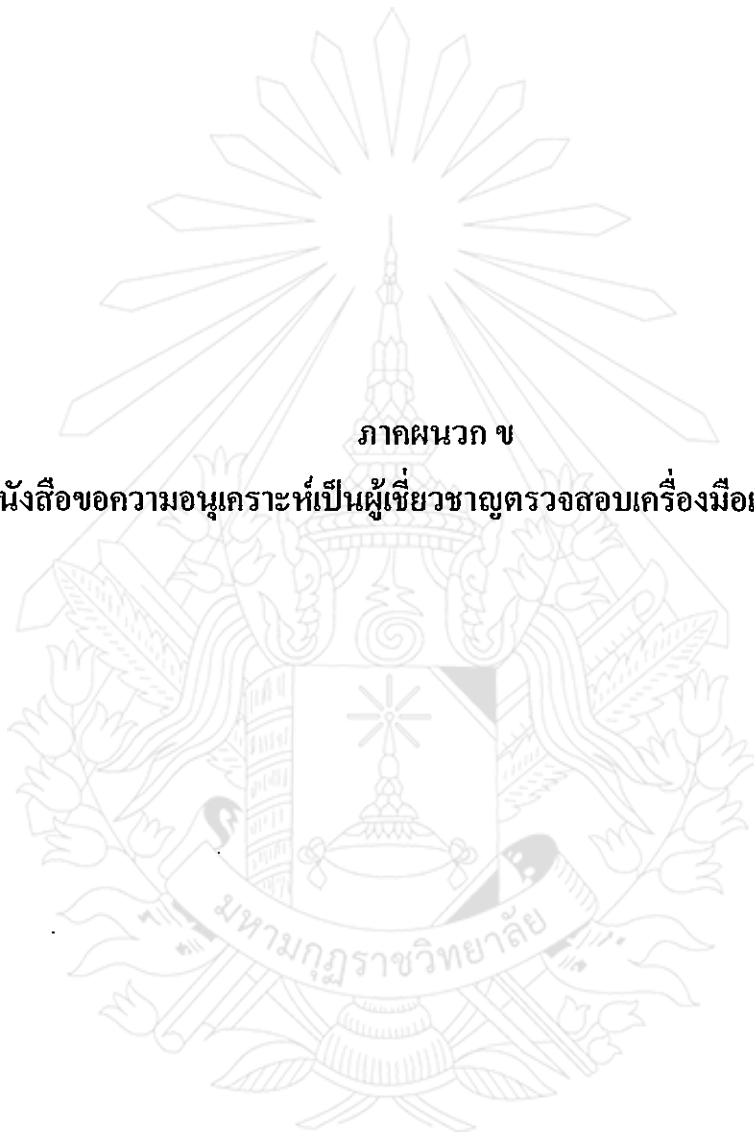 ภาคผนวก ข
นังสือขอความอนุเคราะห์เป็นผู้เชี่ยวชาญตรวจสอบเครื่องมือ
มหามกุฏราชวิทยาลัย